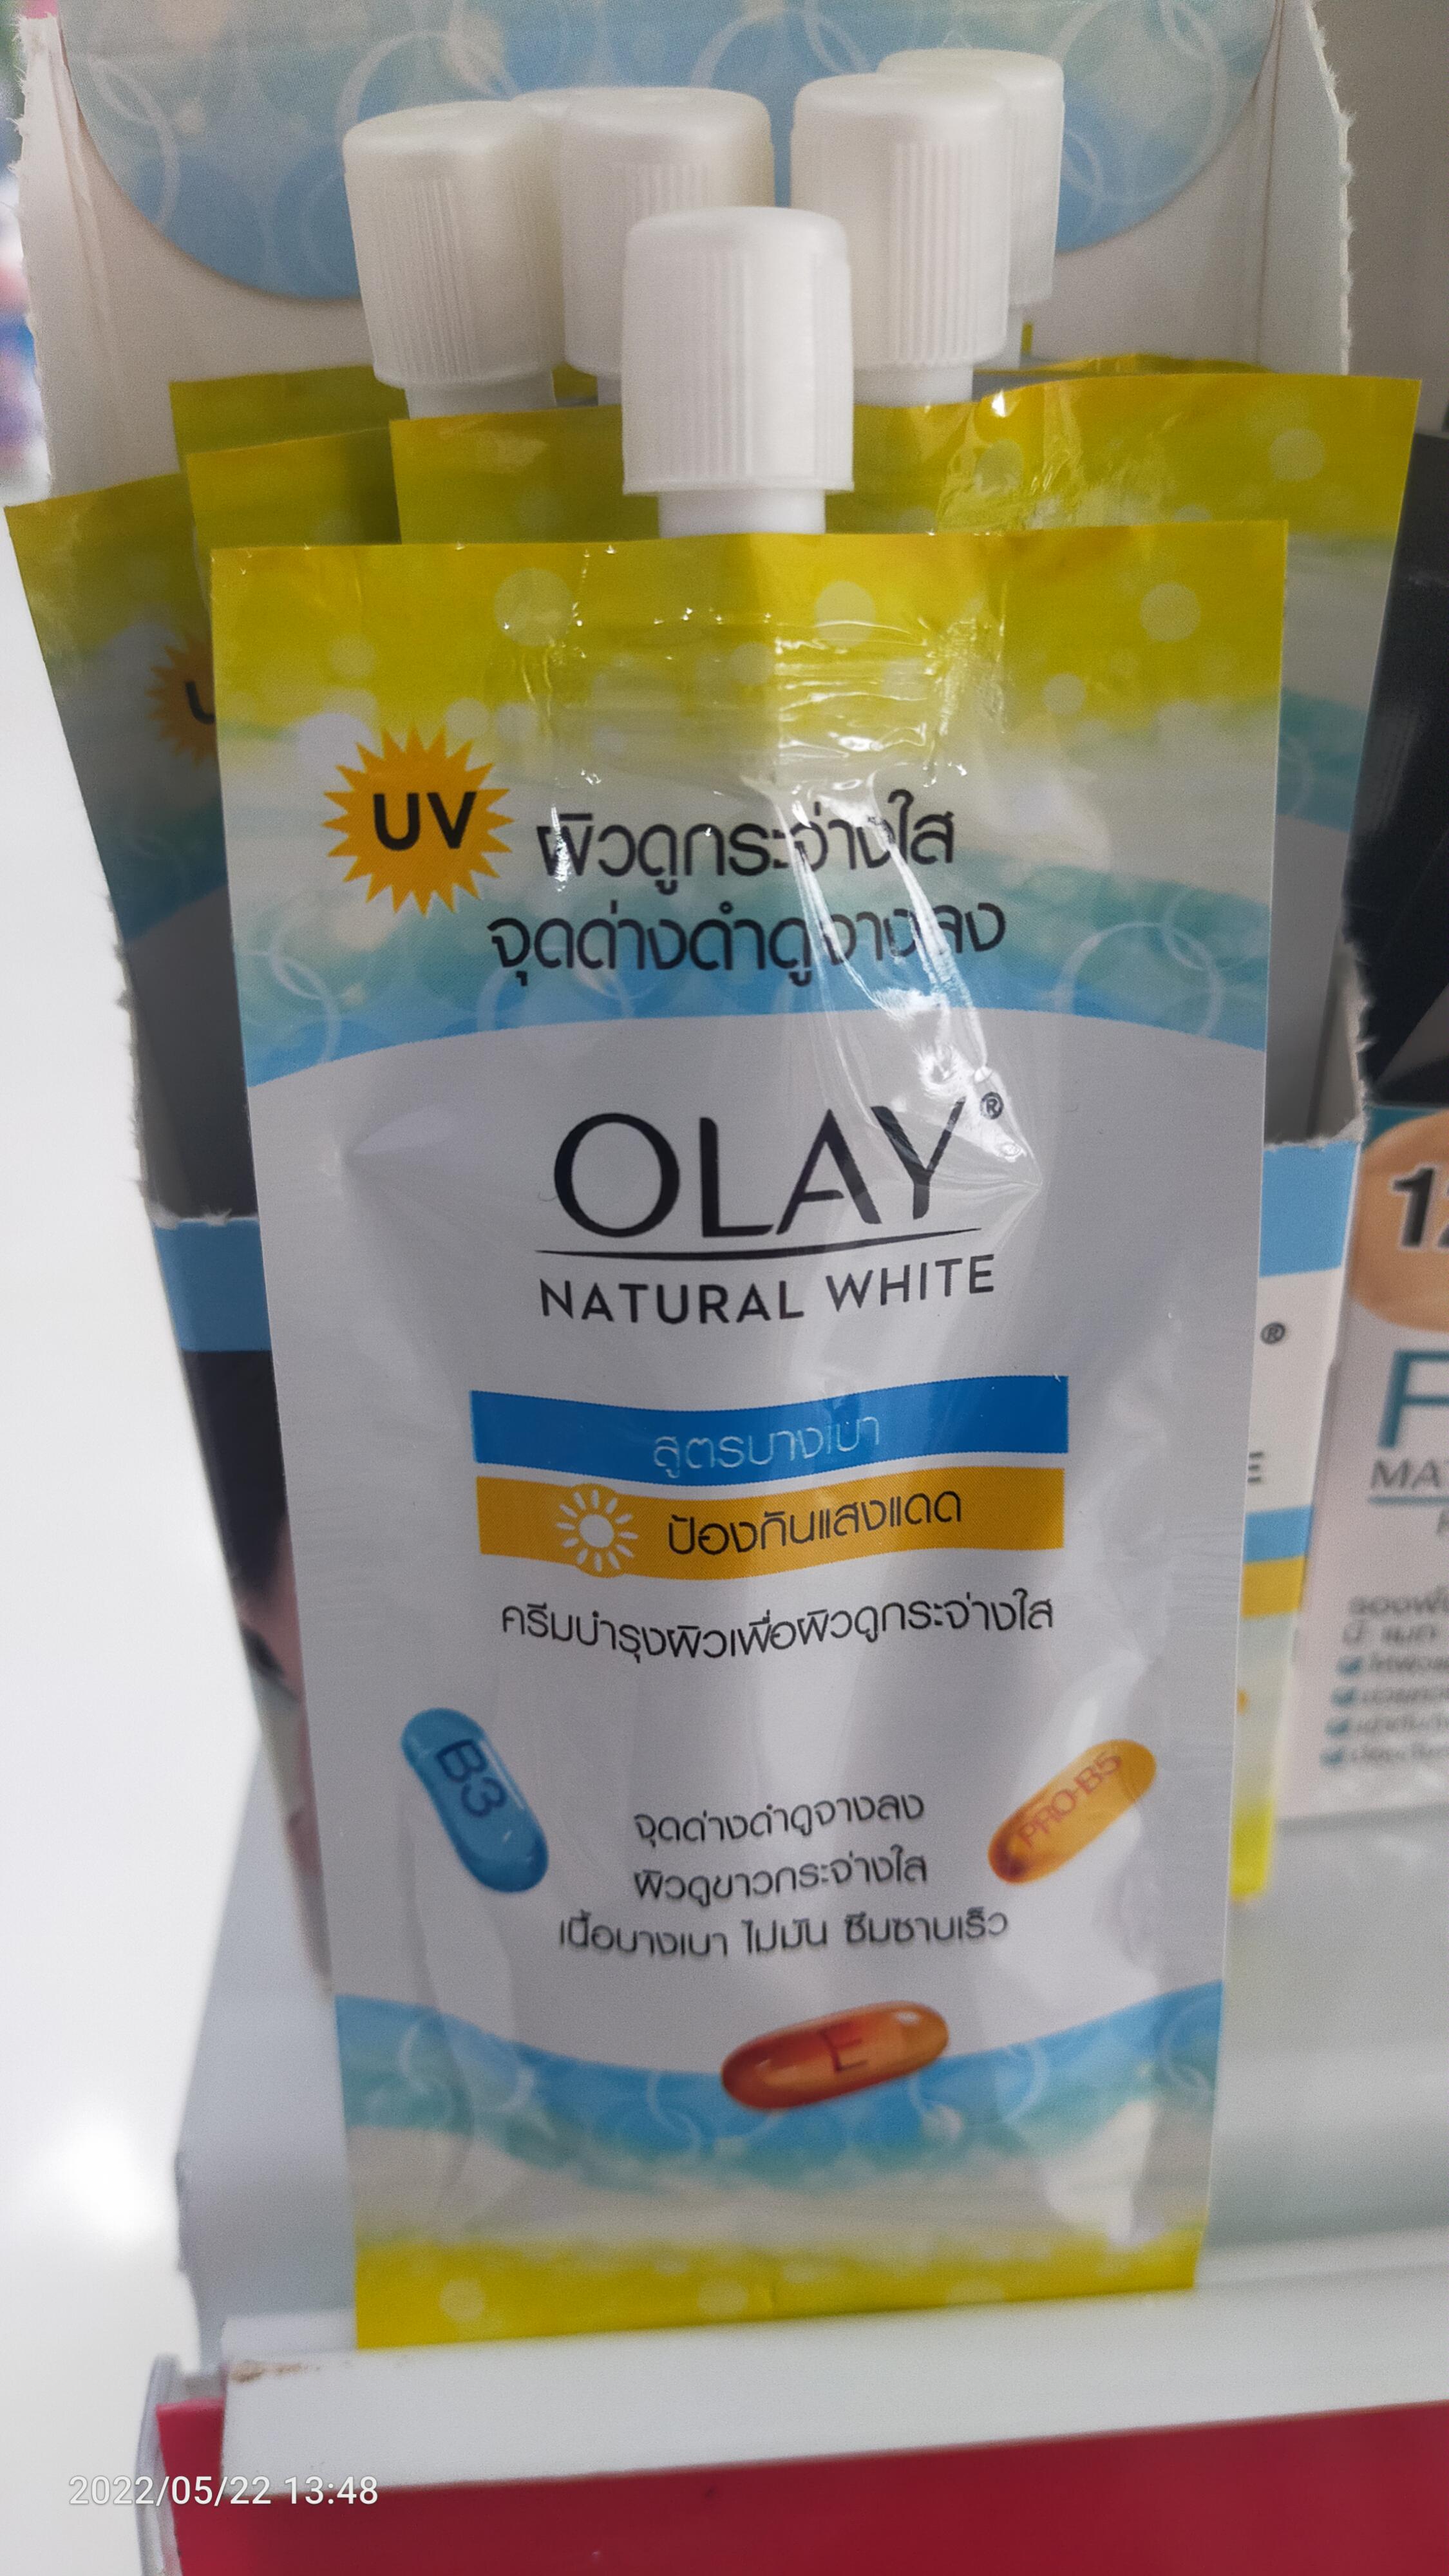 UV
ผิวดูกระจ่างใส
จุดด่างดำดูจางลง
OLAY®
NATURAL WHITE
สูตรบางเบา
ป้องกันแสงแดด
ครีมบำรุงผิวเพื่อผิวดูกระจ่างใส
B3
PRO-B5
จุดด่างดำดูจางลง
ผิวดูขาวกระจ่างใส
เนื้อบางเบา ไม่มัน ซึมซาบเร็ว
E
®
E
12
F
MA
2022/05/22 13:48